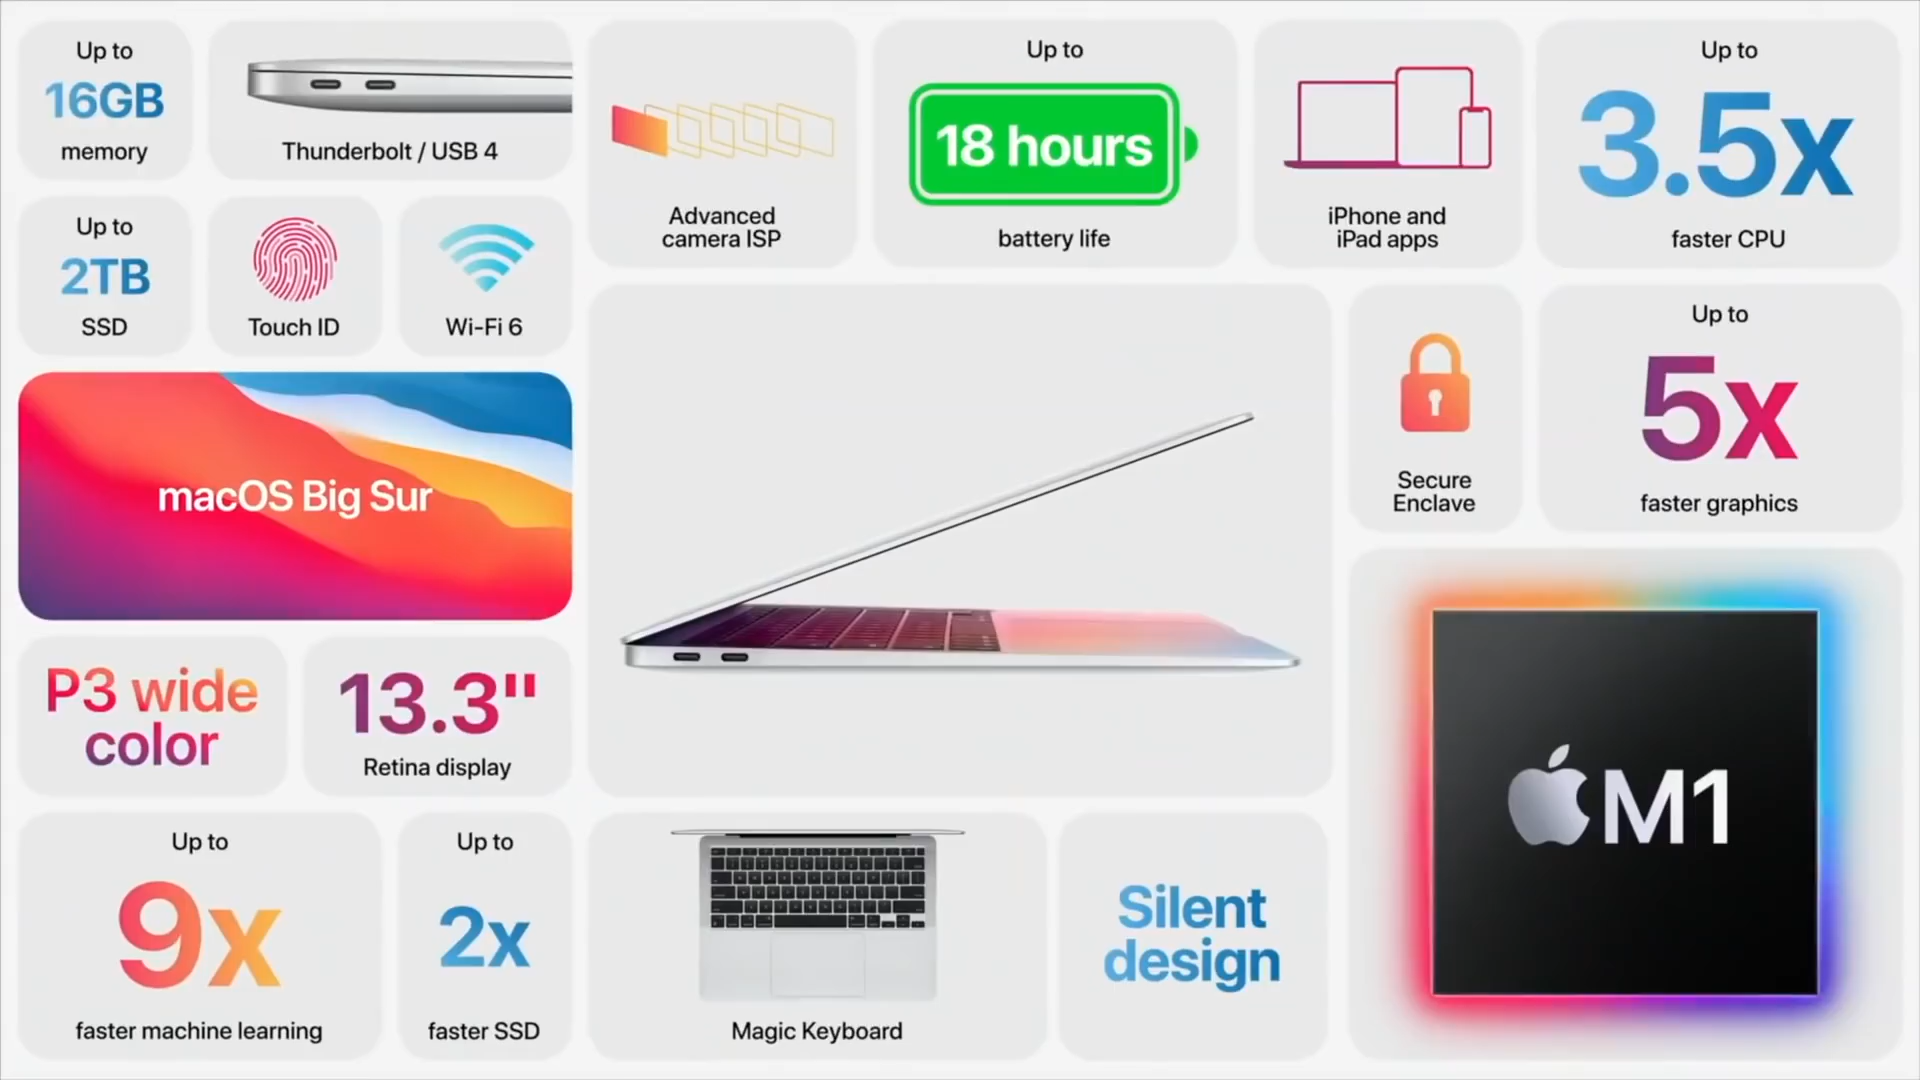 Up to
16GB
memory
Thunderbolt / USB 4
Advanced
camera ISP
Up to
18 hours
battery life
iPhone and
iPad apps
Up to
3.5x
faster CPU
Up to
2TB
SSD
Touch ID
Wi-Fi 6
macOS Big Sur
Secure
Enclave
Up to
5x
faster graphics
P3 wide
color
13.3"
Retina display
M1
Up to
9x
faster machine learning
Up to
2x
faster SSD
Magic Keyboard
Silent
design